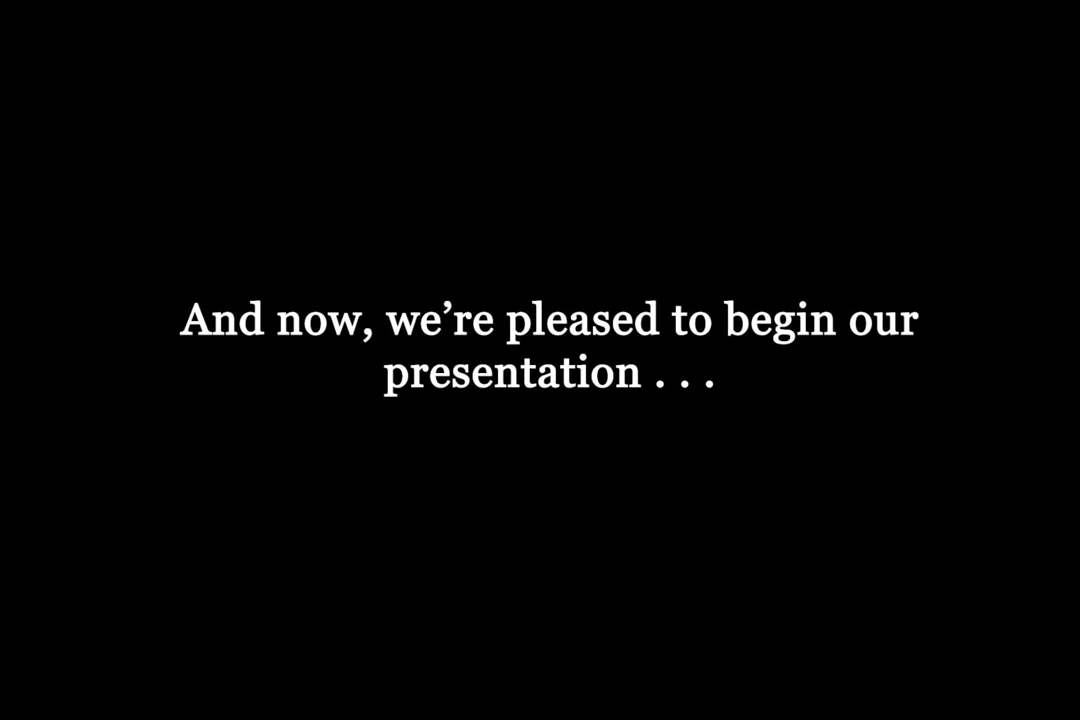 And now, we’re pleased to begin our
presentation . . .